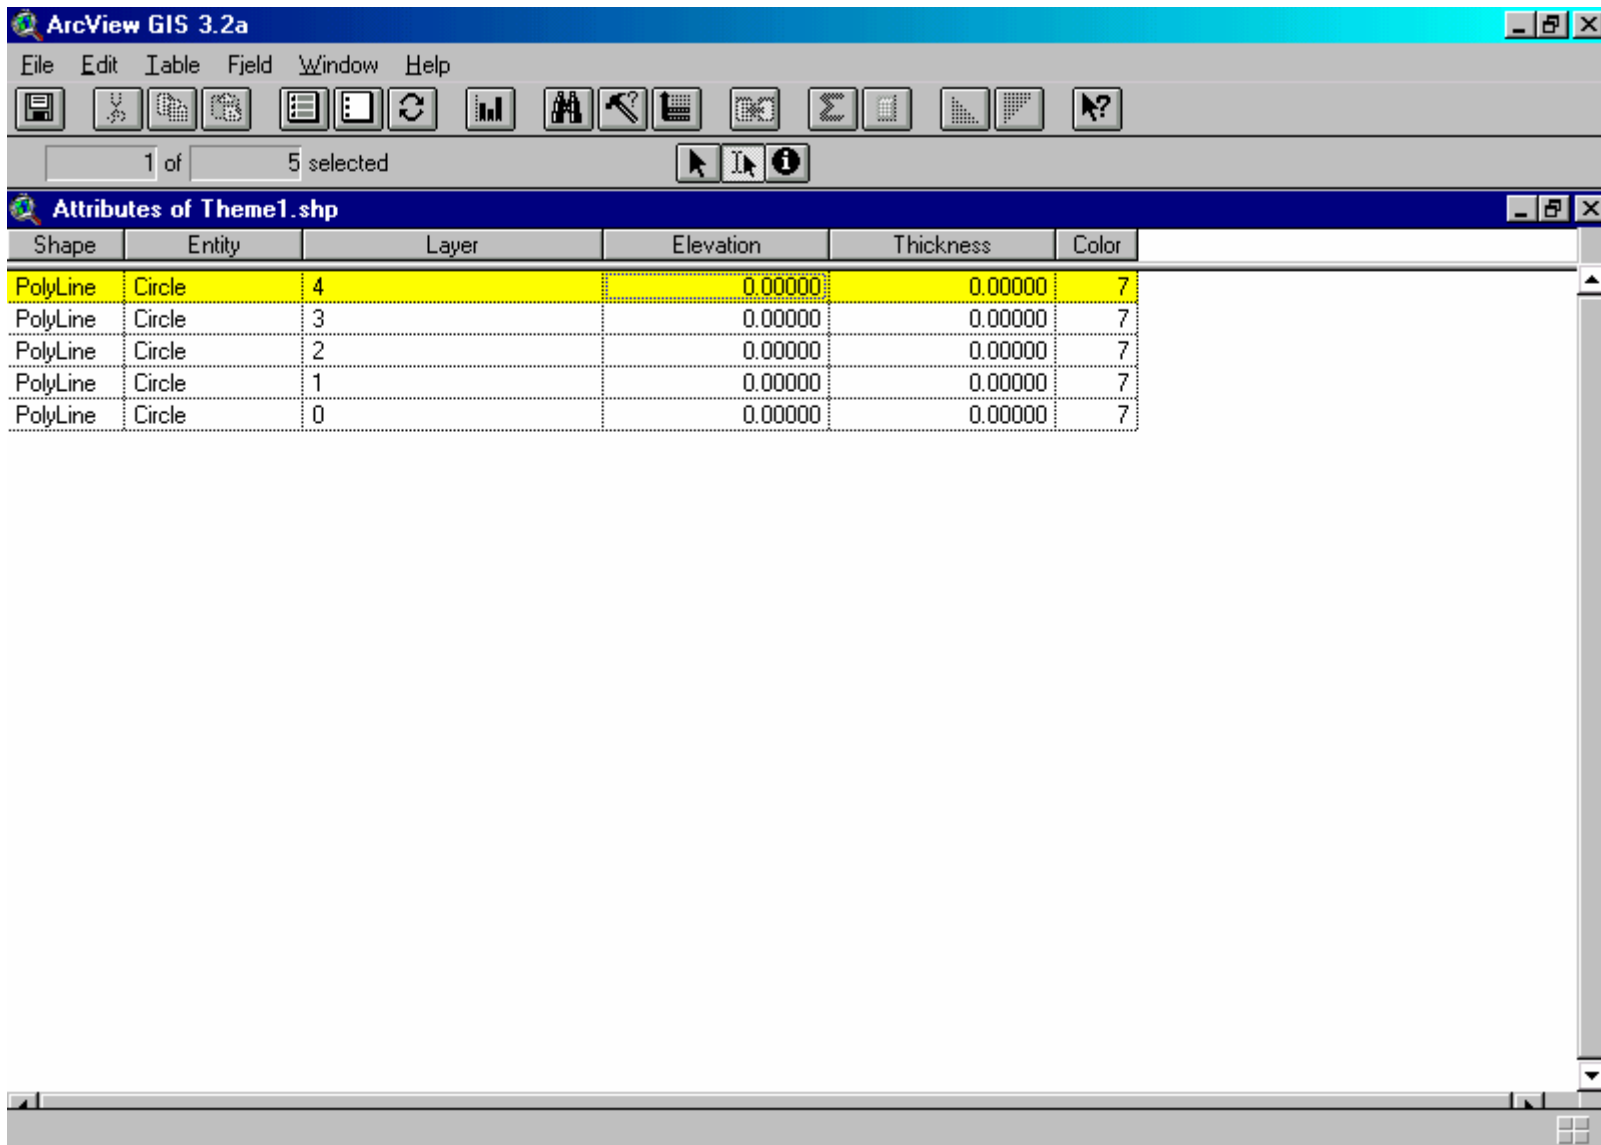 ArcView GIS 3.2a
File Edit Table Field Window Help
1 of 5 selected
Attributes of Theme1.shp
Shape Entity Layer Elevation Thickness Color
PolyLine Circle 4 0.00000 0.00000 7
PolyLine Circle 3 0.00000 0.00000 7
PolyLine Circle 2 0.00000 0.00000 7
PolyLine Circle 1 0.00000 0.00000 7
PolyLine Circle 0 0.00000 0.00000 7